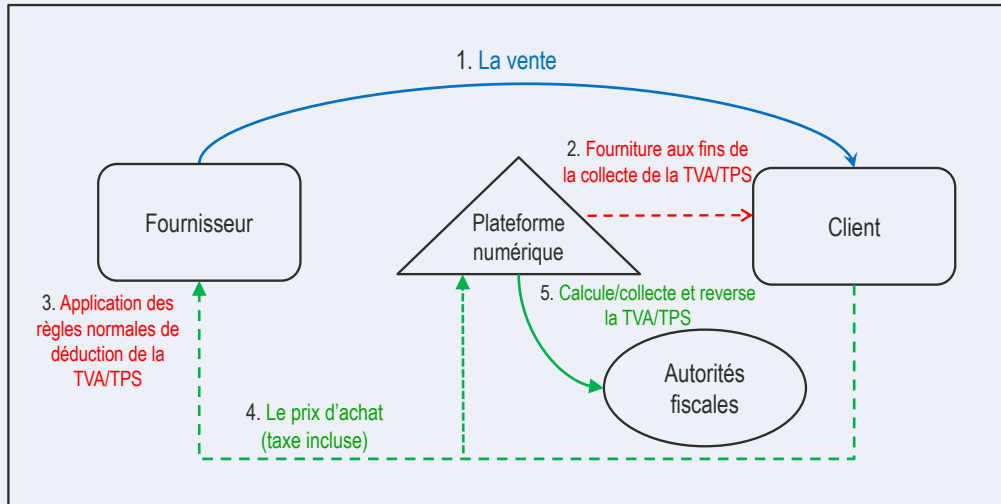 1. La vente
2. Fourniture aux fins de
la collecte de la TVA/TPS
Fournisseur
Plateforme
numérique
Client
3. Application des
règles normales de
déduction de la
TVA/TPS
5. Calcule/collecte et reverse
la TVA/TPS
Autorités
fiscales
4. Le prix d’achat
(taxe incluse)